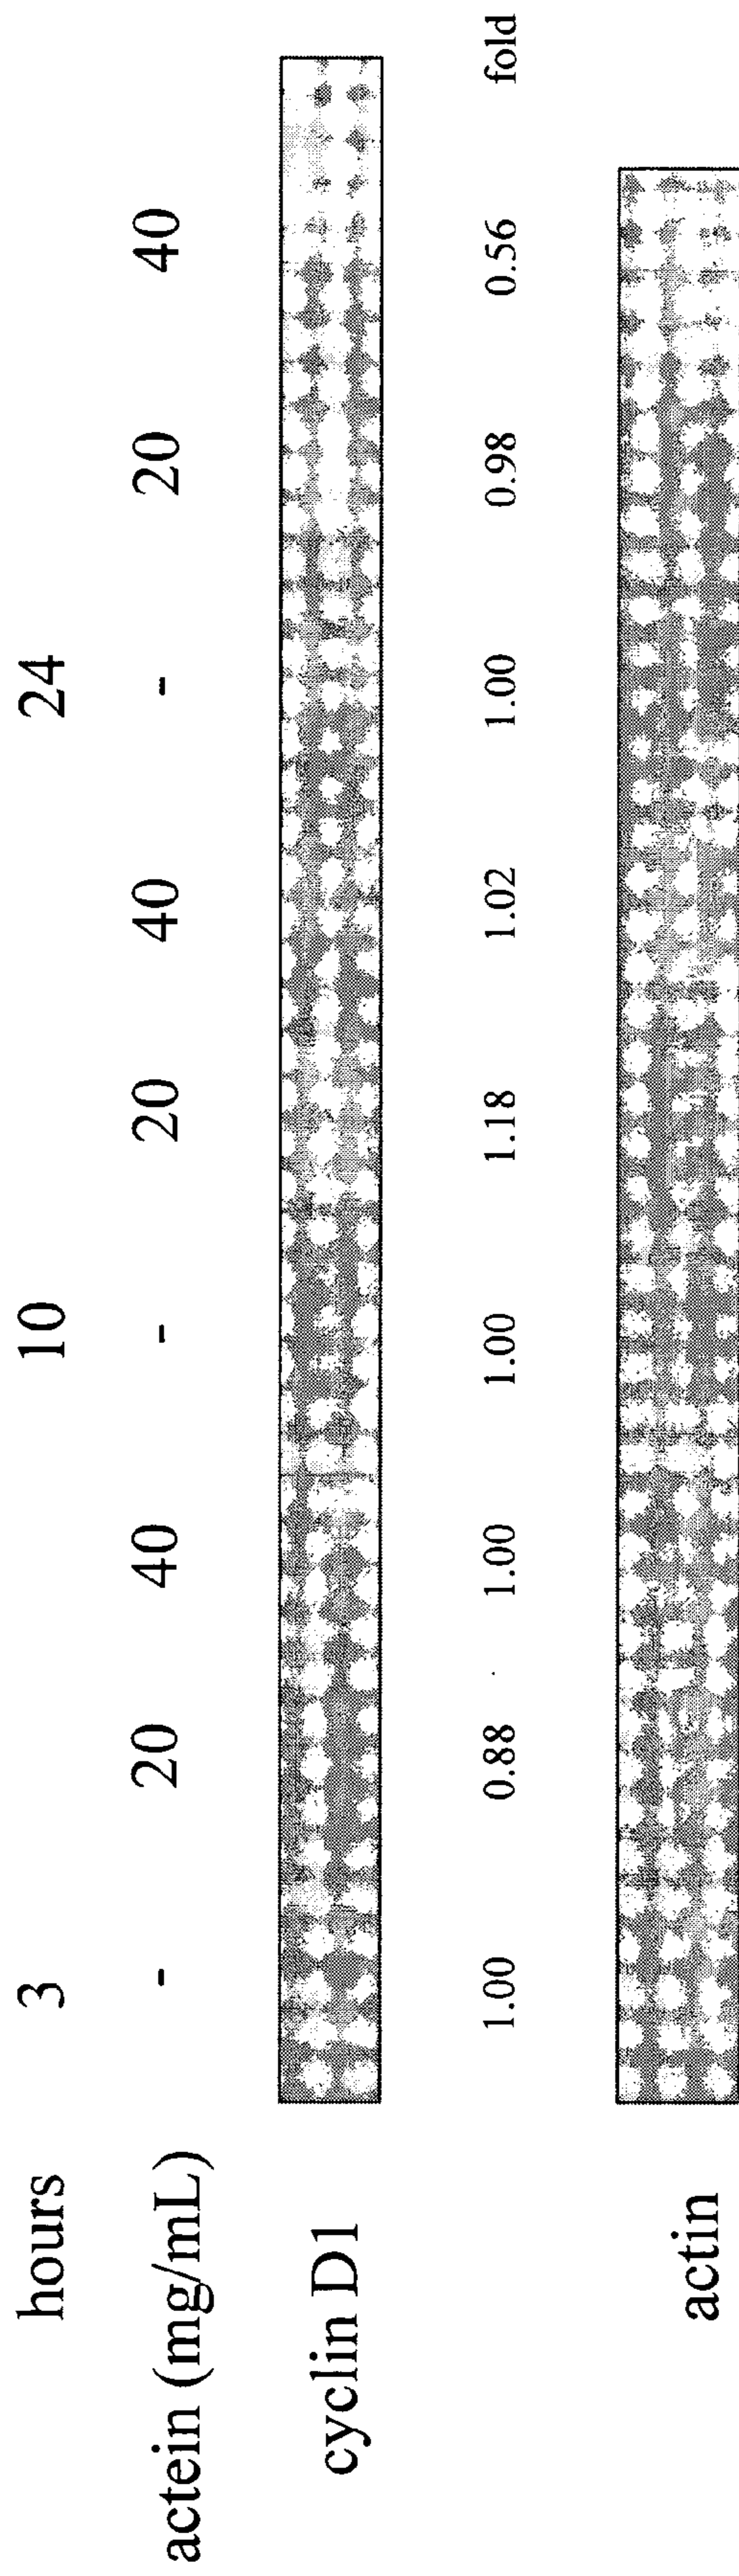 hours 3 10 24
actein (mg/mL) - 20 40 - 20 40 - 20 40
cyclin D1
1.00 0.88 1.00 1.00 1.18 1.02 1.00 0.98 0.56 fold
actin